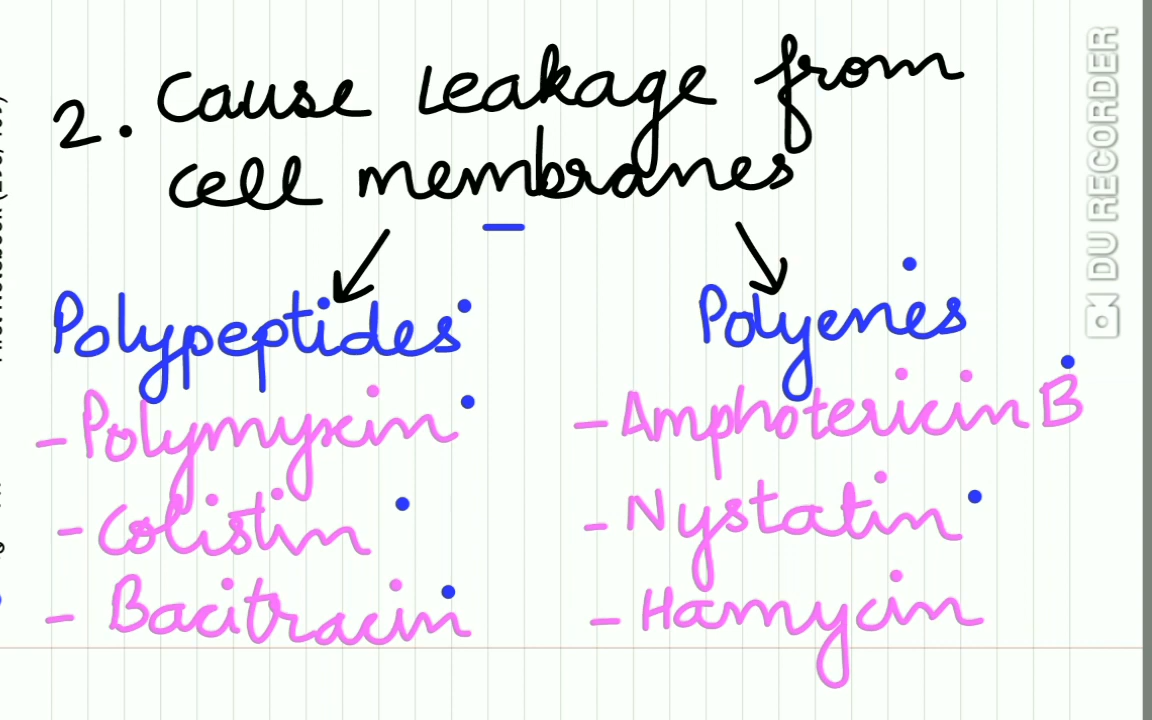 2. Cause Leakage from
cell membranes
Polypeptides
- Polymyxin
- Colistin
- Bacitracin
Polyenes
- Amphotericin B
- Nystatin
- Hamycin
DU RECORDER